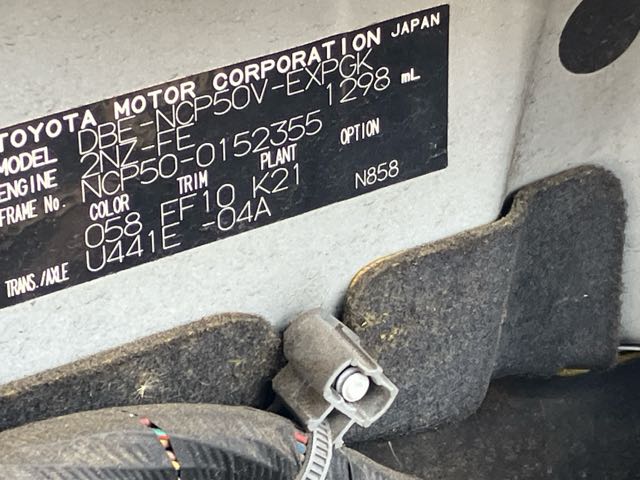 TOYOTA MOTOR CORPORATION JAPAN
MODEL DBE-NCP50V-EXPGK
ENGINE 2NZ-FE 1298 mL
FRAME No. NCP50-0152355
COLOR TRIM PLANT OPTION
058 FF10 K21 N858
TRANS./AXLE U441E -04A